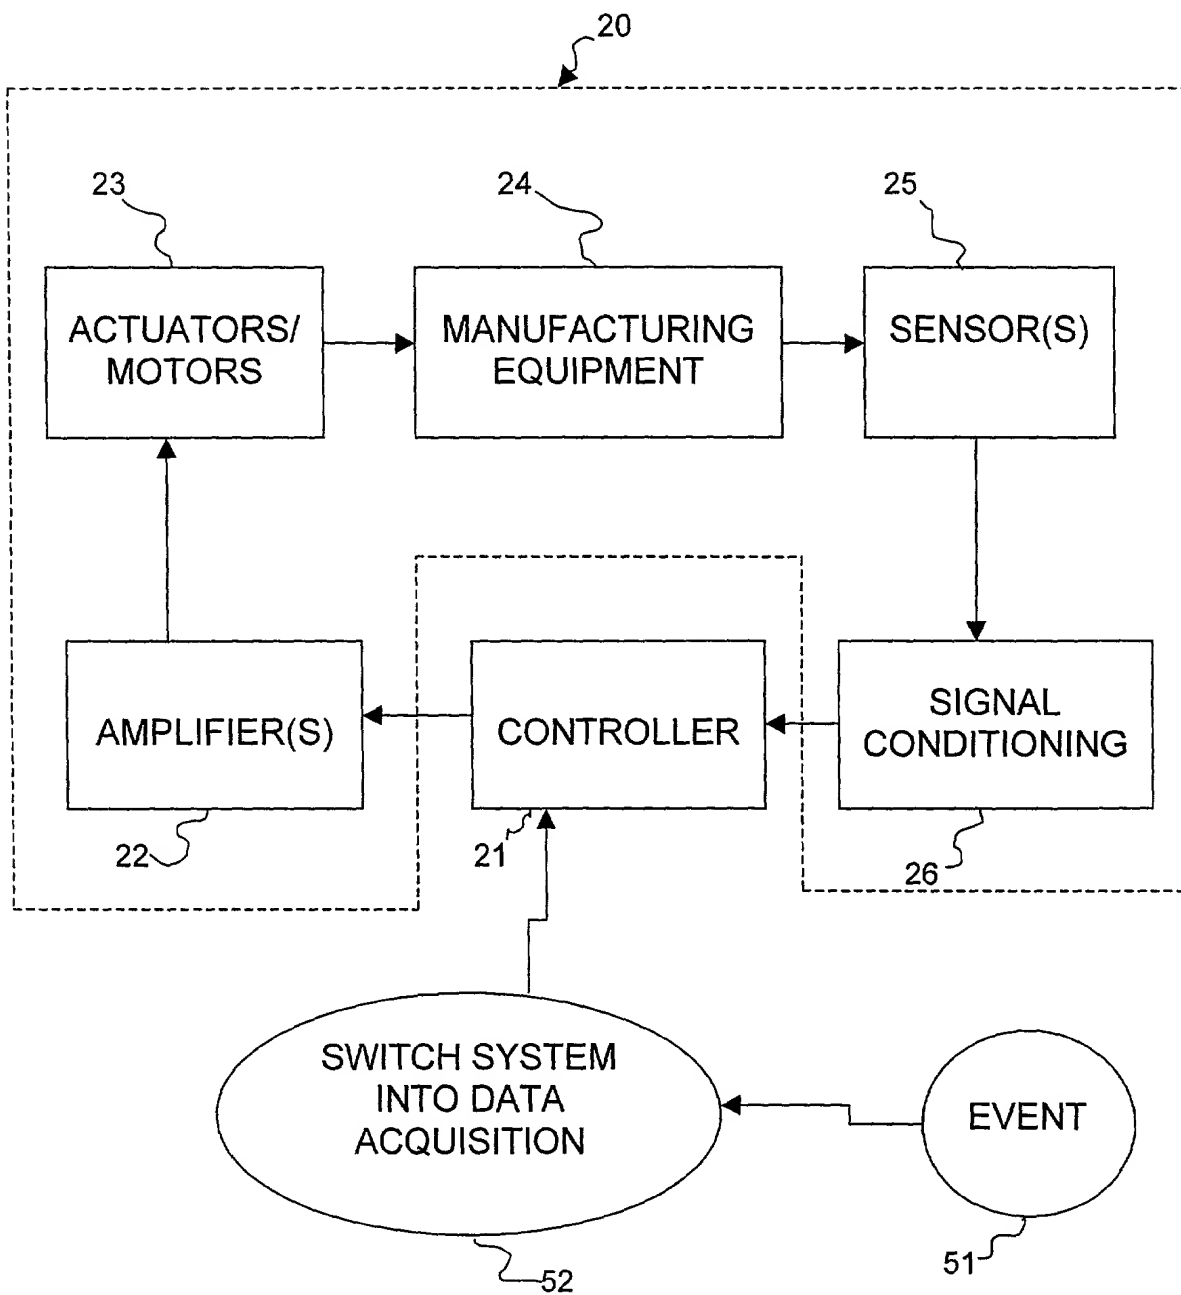 20
23
24
25
ACTUATORS/
MOTORS
MANUFACTURING
EQUIPMENT
SENSOR(S)
AMPLIFIER(S)
CONTROLLER
SIGNAL
CONDITIONING
22
21
26
SWITCH SYSTEM
INTO DATA
ACQUISITION
EVENT
51
52